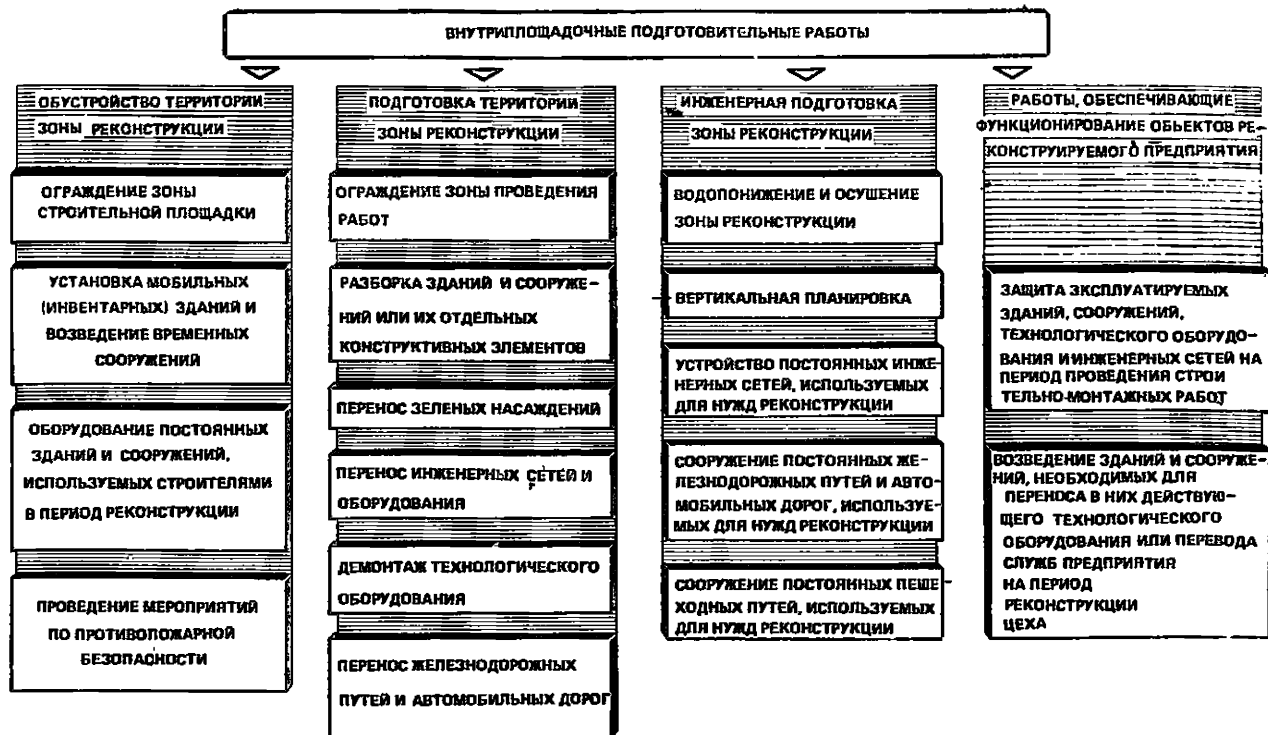 ВНУТРИПЛОЩАДОЧНЫЕ ПОДГОТОВИТЕЛЬНЫЕ РАБОТЫ
ОБУСТРОЙСТВО ТЕРРИТОРИИ
ЗОНЫ РЕКОНСТРУКЦИИ
ОГРАЖДЕНИЕ ЗОНЫ
СТРОИТЕЛЬНОЙ ПЛОЩАДКИ
УСТАНОВКА МОБИЛЬНЫХ
(ИНВЕНТАРНЫХ) ЗДАНИЙ И
ВОЗВЕДЕНИЕ ВРЕМЕННЫХ
СООРУЖЕНИЙ
ОБОРУДОВАНИЕ ПОСТОЯННЫХ
ЗДАНИЙ И СООРУЖЕНИЙ,
ИСПОЛЬЗУЕМЫХ СТРОИТЕЛЯМИ
В ПЕРИОД РЕКОНСТРУКЦИИ
ПРОВЕДЕНИЕ МЕРОПРИЯТИЙ
ПО ПРОТИВОПОЖАРНОЙ
БЕЗОПАСНОСТИ
ПОДГОТОВКА ТЕРРИТОРИИ
ЗОНЫ РЕКОНСТРУКЦИИ
ОГРАЖДЕНИЕ ЗОНЫ ПРОВЕДЕНИЯ
РАБОТ
РАЗБОРКА ЗДАНИЙ И СООРУЖЕ-
НИЙ ИЛИ ИХ ОТДЕЛЬНЫХ
КОНСТРУКТИВНЫХ ЭЛЕМЕНТОВ
ПЕРЕНОС ЗЕЛЕНЫХ НАСАЖДЕНИЙ
ПЕРЕНОС ИНЖЕНЕРНЫХ СЕТЕЙ И
ОБОРУДОВАНИЯ
ДЕМОНТАЖ ТЕХНОЛОГИЧЕСКОГО
ОБОРУДОВАНИЯ
ПЕРЕНОС ЖЕЛЕЗНОДОРОЖНЫХ
ПУТЕЙ И АВТОМОБИЛЬНЫХ ДОРОГ
ИНЖЕНЕРНАЯ ПОДГОТОВКА
ЗОНЫ РЕКОНСТРУКЦИИ
ВОДОПОНИЖЕНИЕ И ОСУШЕНИЕ
ЗОНЫ РЕКОНСТРУКЦИИ
ВЕРТИКАЛЬНАЯ ПЛАНИРОВКА
УСТРОЙСТВО ПОСТОЯННЫХ ИНЖЕ-
НЕРНЫХ СЕТЕЙ, ИСПОЛЬЗУЕМЫХ
ДЛЯ НУЖД РЕКОНСТРУКЦИИ
СООРУЖЕНИЕ ПОСТОЯННЫХ ЖЕ-
ЛЕЗНОДОРОЖНЫХ ПУТЕЙ И АВТО-
МОБИЛЬНЫХ ДОРОГ, ИСПОЛЬЗУЕ-
МЫХ ДЛЯ НУЖД РЕКОНСТРУКЦИИ
СООРУЖЕНИЕ ПОСТОЯННЫХ ПЕШЕ-
ХОДНЫХ ПУТЕЙ, ИСПОЛЬЗУЕМЫХ
ДЛЯ НУЖД РЕКОНСТРУКЦИИ
РАБОТЫ, ОБЕСПЕЧИВАЮЩИЕ
ФУНКЦИОНИРОВАНИЕ ОБЬЕКТОВ РЕ-
КОНСТРУИРУЕМОГО ПРЕДПРИЯТИЯ
ЗАЩИТА ЭКСПЛУАТИРУЕМЫХ
ЗДАНИЙ, СООРУЖЕНИЙ,
ТЕХНОЛОГИЧЕСКОГО ОБОРУДО-
ВАНИЯ И ИНЖЕНЕРНЫХ СЕТЕЙ НА
ПЕРИОД ПРОВЕДЕНИЯ СТРОИ
ТЕЛЬНО-МОНТАЖНЫХ РАБОТ
ВОЗВЕДЕНИЕ ЗДАНИЙ И СООРУЖЕ-
НИЙ, НЕОБХОДИМЫХ ДЛЯ
ПЕРЕНОСА В НИХ ДЕЙСТВУЮ-
ЩЕГО ТЕХНОЛОГИЧЕСКОГО
ОБОРУДОВАНИЯ ИЛИ ПЕРЕВОДА
СЛУЖБ ПРЕДПРИЯТИЯ
НА ПЕРИОД
РЕКОНСТРУКЦИИ
ЦЕХА